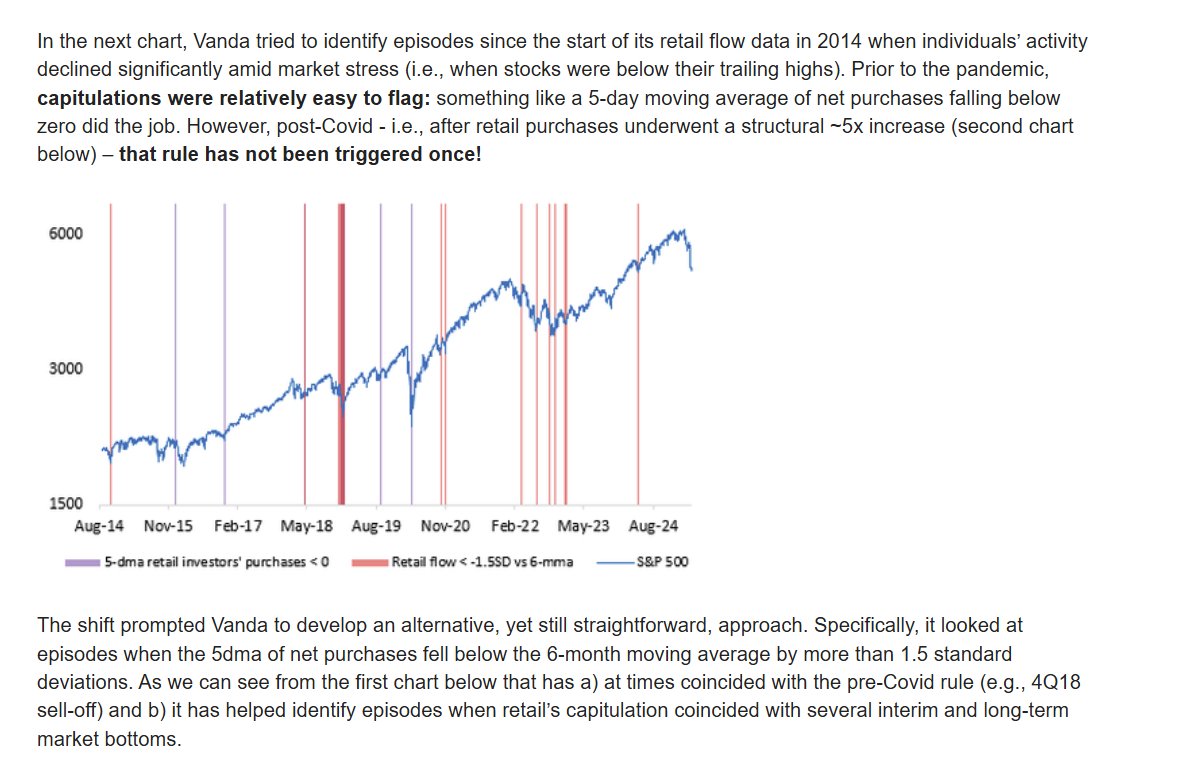 In the next chart, Vanda tried to identify episodes since the start of its retail flow data in 2014 when individuals’ activity
declined significantly amid market stress (i.e., when stocks were below their trailing highs). Prior to the pandemic,
capitulations were relatively easy to flag: something like a 5-day moving average of net purchases falling below
zero did the job. However, post-Covid - i.e., after retail purchases underwent a structural ~5x increase (second chart
below) – that rule has not been triggered once!
6000
3000
1500
Aug-14 Nov-15 Feb-17 May-18 Aug-19 Nov-20 Feb-22 May-23 Aug-24
5-dma retail investors' purchases < 0 Retail flow < -1.5SD vs 6-mma S&P 500
The shift prompted Vanda to develop an alternative, yet still straightforward, approach. Specifically, it looked at
episodes when the 5dma of net purchases fell below the 6-month moving average by more than 1.5 standard
deviations. As we can see from the first chart below that has a) at times coincided with the pre-Covid rule (e.g., 4Q18
sell-off) and b) it has helped identify episodes when retail’s capitulation coincided with several interim and long-term
market bottoms.